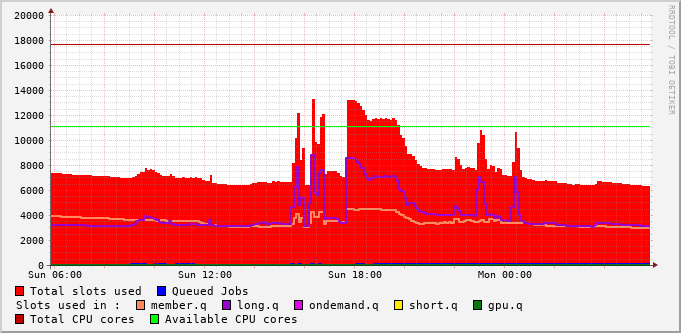 RRDTOOL / TOBI OETIKER
20000
18000
16000
14000
12000
10000
8000
6000
4000
2000
0
Sun 06:00 Sun 12:00 Sun 18:00 Mon 00:00
Total slots used Queued Jobs
Slots used in : member.q long.q ondemand.q short.q gpu.q
Total CPU cores Available CPU cores